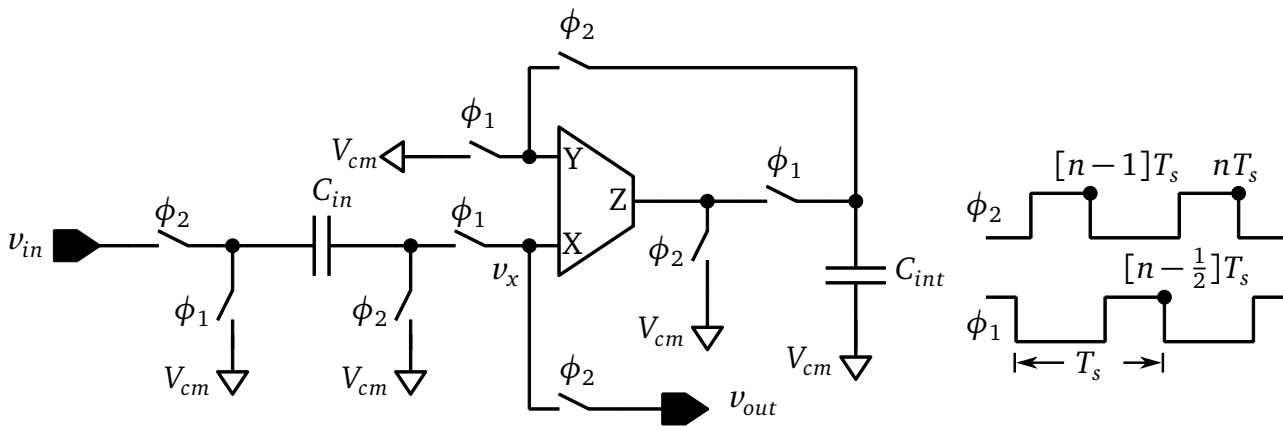 ϕ2
ϕ1
Vcm
Y
Cin
ϕ1
Z
[n − 1]Ts
nTs
ϕ2
ϕ2
ϕ1
vin
X
vx
ϕ2
Cint
[n − 1/2]Ts
ϕ1
ϕ2
ϕ1
Vcm
Vcm
Vcm
Vcm
Ts
ϕ2
vout